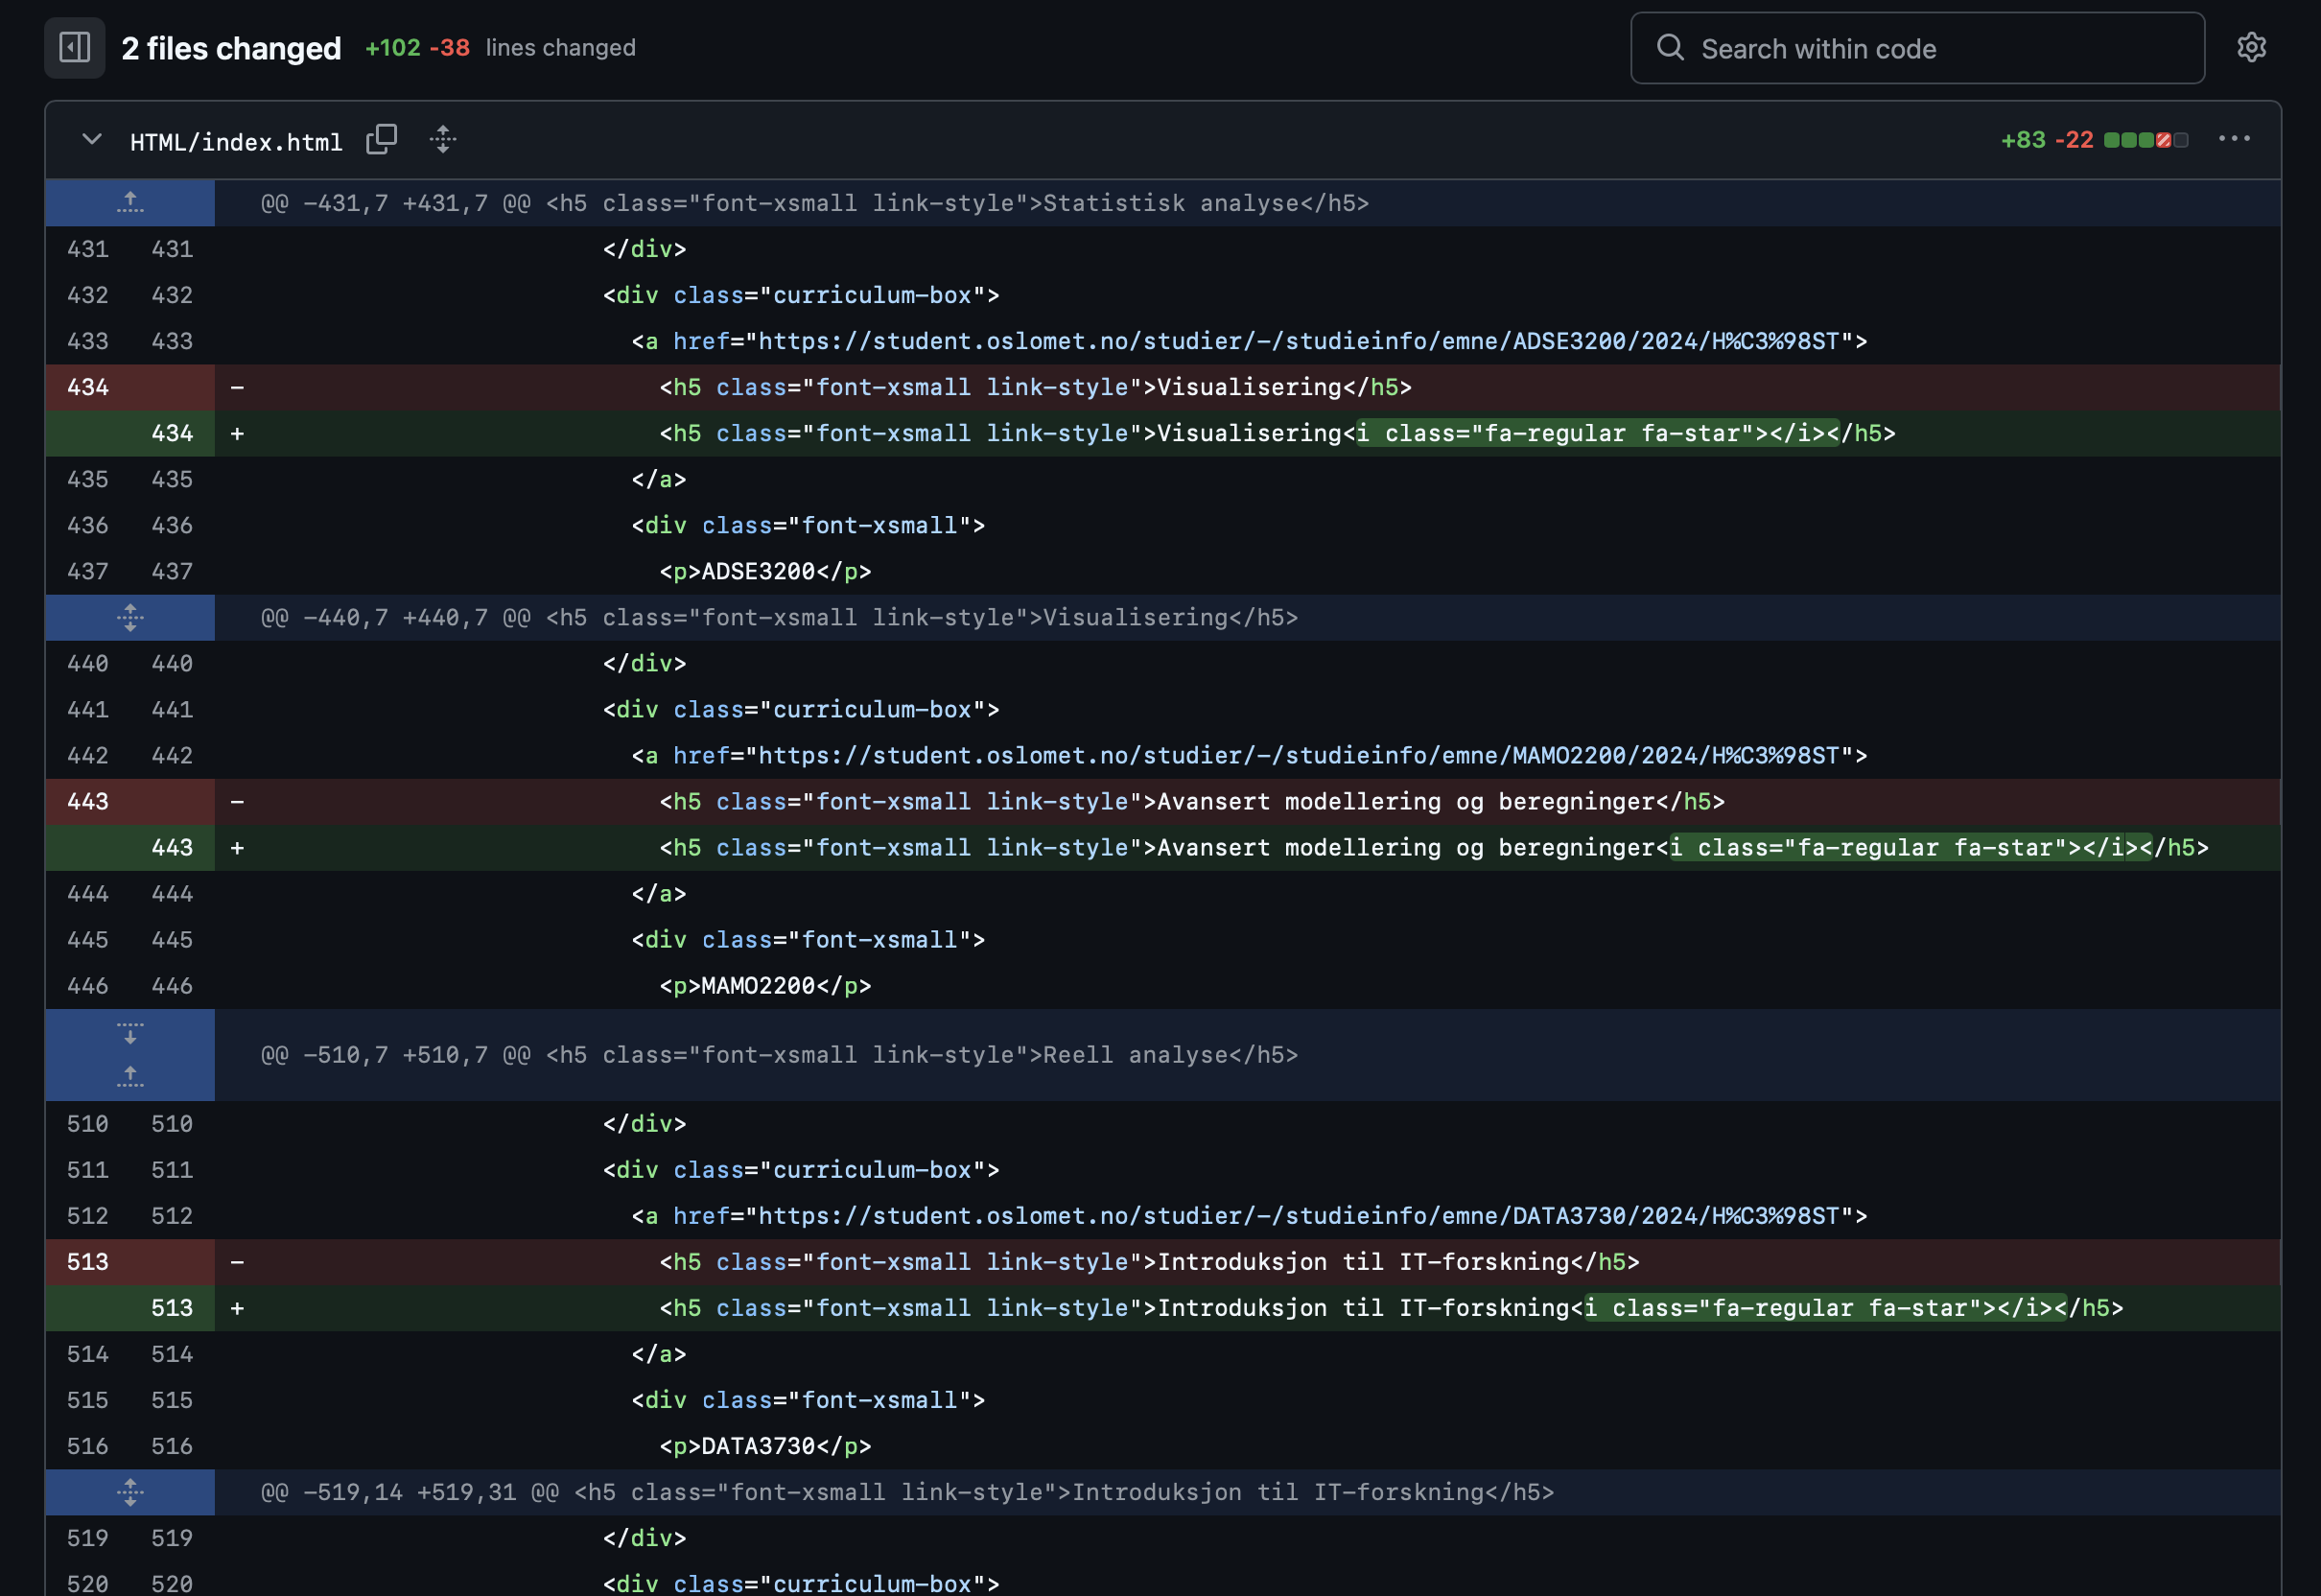 2 files changed +102 -38 lines changed
Search within code
HTML/index.html
+83 -22
@@ -431,7 +431,7 @@ <h5 class="font-xsmall link-style">Statistisk analyse</h5>
431 431 </div>
432 432 <div class="curriculum-box">
433 433 <a href="https://student.oslomet.no/studier/-/studieinfo/emne/ADSE3200/2024/H%C3%98ST">
434 - <h5 class="font-xsmall link-style">Visualisering</h5>
434 + <h5 class="font-xsmall link-style">Visualisering<i class="fa-regular fa-star"></i></h5>
435 435 </a>
436 436 <div class="font-xsmall">
437 437 <p>ADSE3200</p>
@@ -440,7 +440,7 @@ <h5 class="font-xsmall link-style">Visualisering</h5>
440 440 </div>
441 441 <div class="curriculum-box">
442 442 <a href="https://student.oslomet.no/studier/-/studieinfo/emne/MAMO2200/2024/H%C3%98ST">
443 - <h5 class="font-xsmall link-style">Avansert modellering og beregninger</h5>
443 + <h5 class="font-xsmall link-style">Avansert modellering og beregninger<i class="fa-regular fa-star"></i></h5>
444 444 </a>
445 445 <div class="font-xsmall">
446 446 <p>MAMO2200</p>
@@ -510,7 +510,7 @@ <h5 class="font-xsmall link-style">Reell analyse</h5>
510 510 </div>
511 511 <div class="curriculum-box">
512 512 <a href="https://student.oslomet.no/studier/-/studieinfo/emne/DATA3730/2024/H%C3%98ST">
513 - <h5 class="font-xsmall link-style">Introduksjon til IT-forskning</h5>
513 + <h5 class="font-xsmall link-style">Introduksjon til IT-forskning<i class="fa-regular fa-star"></i></h5>
514 514 </a>
515 515 <div class="font-xsmall">
516 516 <p>DATA3730</p>
@@ -519,14 +519,31 @@ <h5 class="font-xsmall link-style">Introduksjon til IT-forskning</h5>
519 519 </div>
520 520 <div class="curriculum-box">